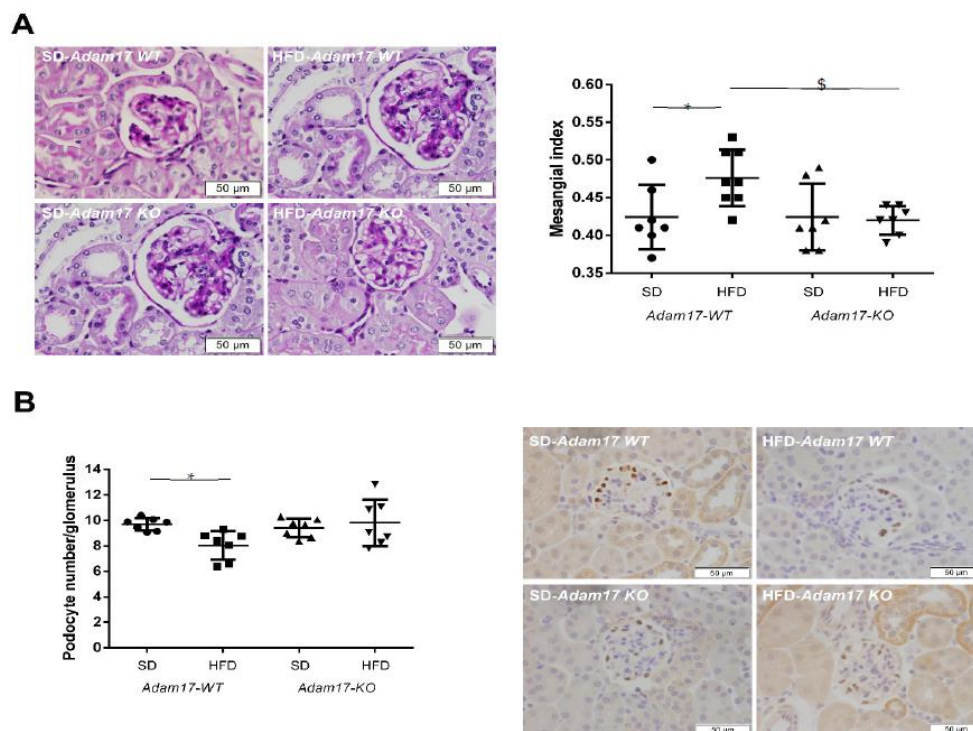 A
SD-Adam17 WT
HFD-Adam17 WT
50 µm
50 µm
SD-Adam17 KO
HFD-Adam17 KO
50 µm
50 µm
Mesangial index
0.60
0.55
0.50
0.45
0.40
0.35
*
$
SD HFD SD HFD
Adam17-WT Adam17-KO
B
Podocyte number/glomerulus
14
12
10
8
6
4
2
0
*
SD HFD SD HFD
Adam17-WT Adam17-KO
SD-Adam17 WT
HFD-Adam17 WT
50 µm
50 µm
SD-Adam17 KO
HFD-Adam17 KO
50 µm
50 µm